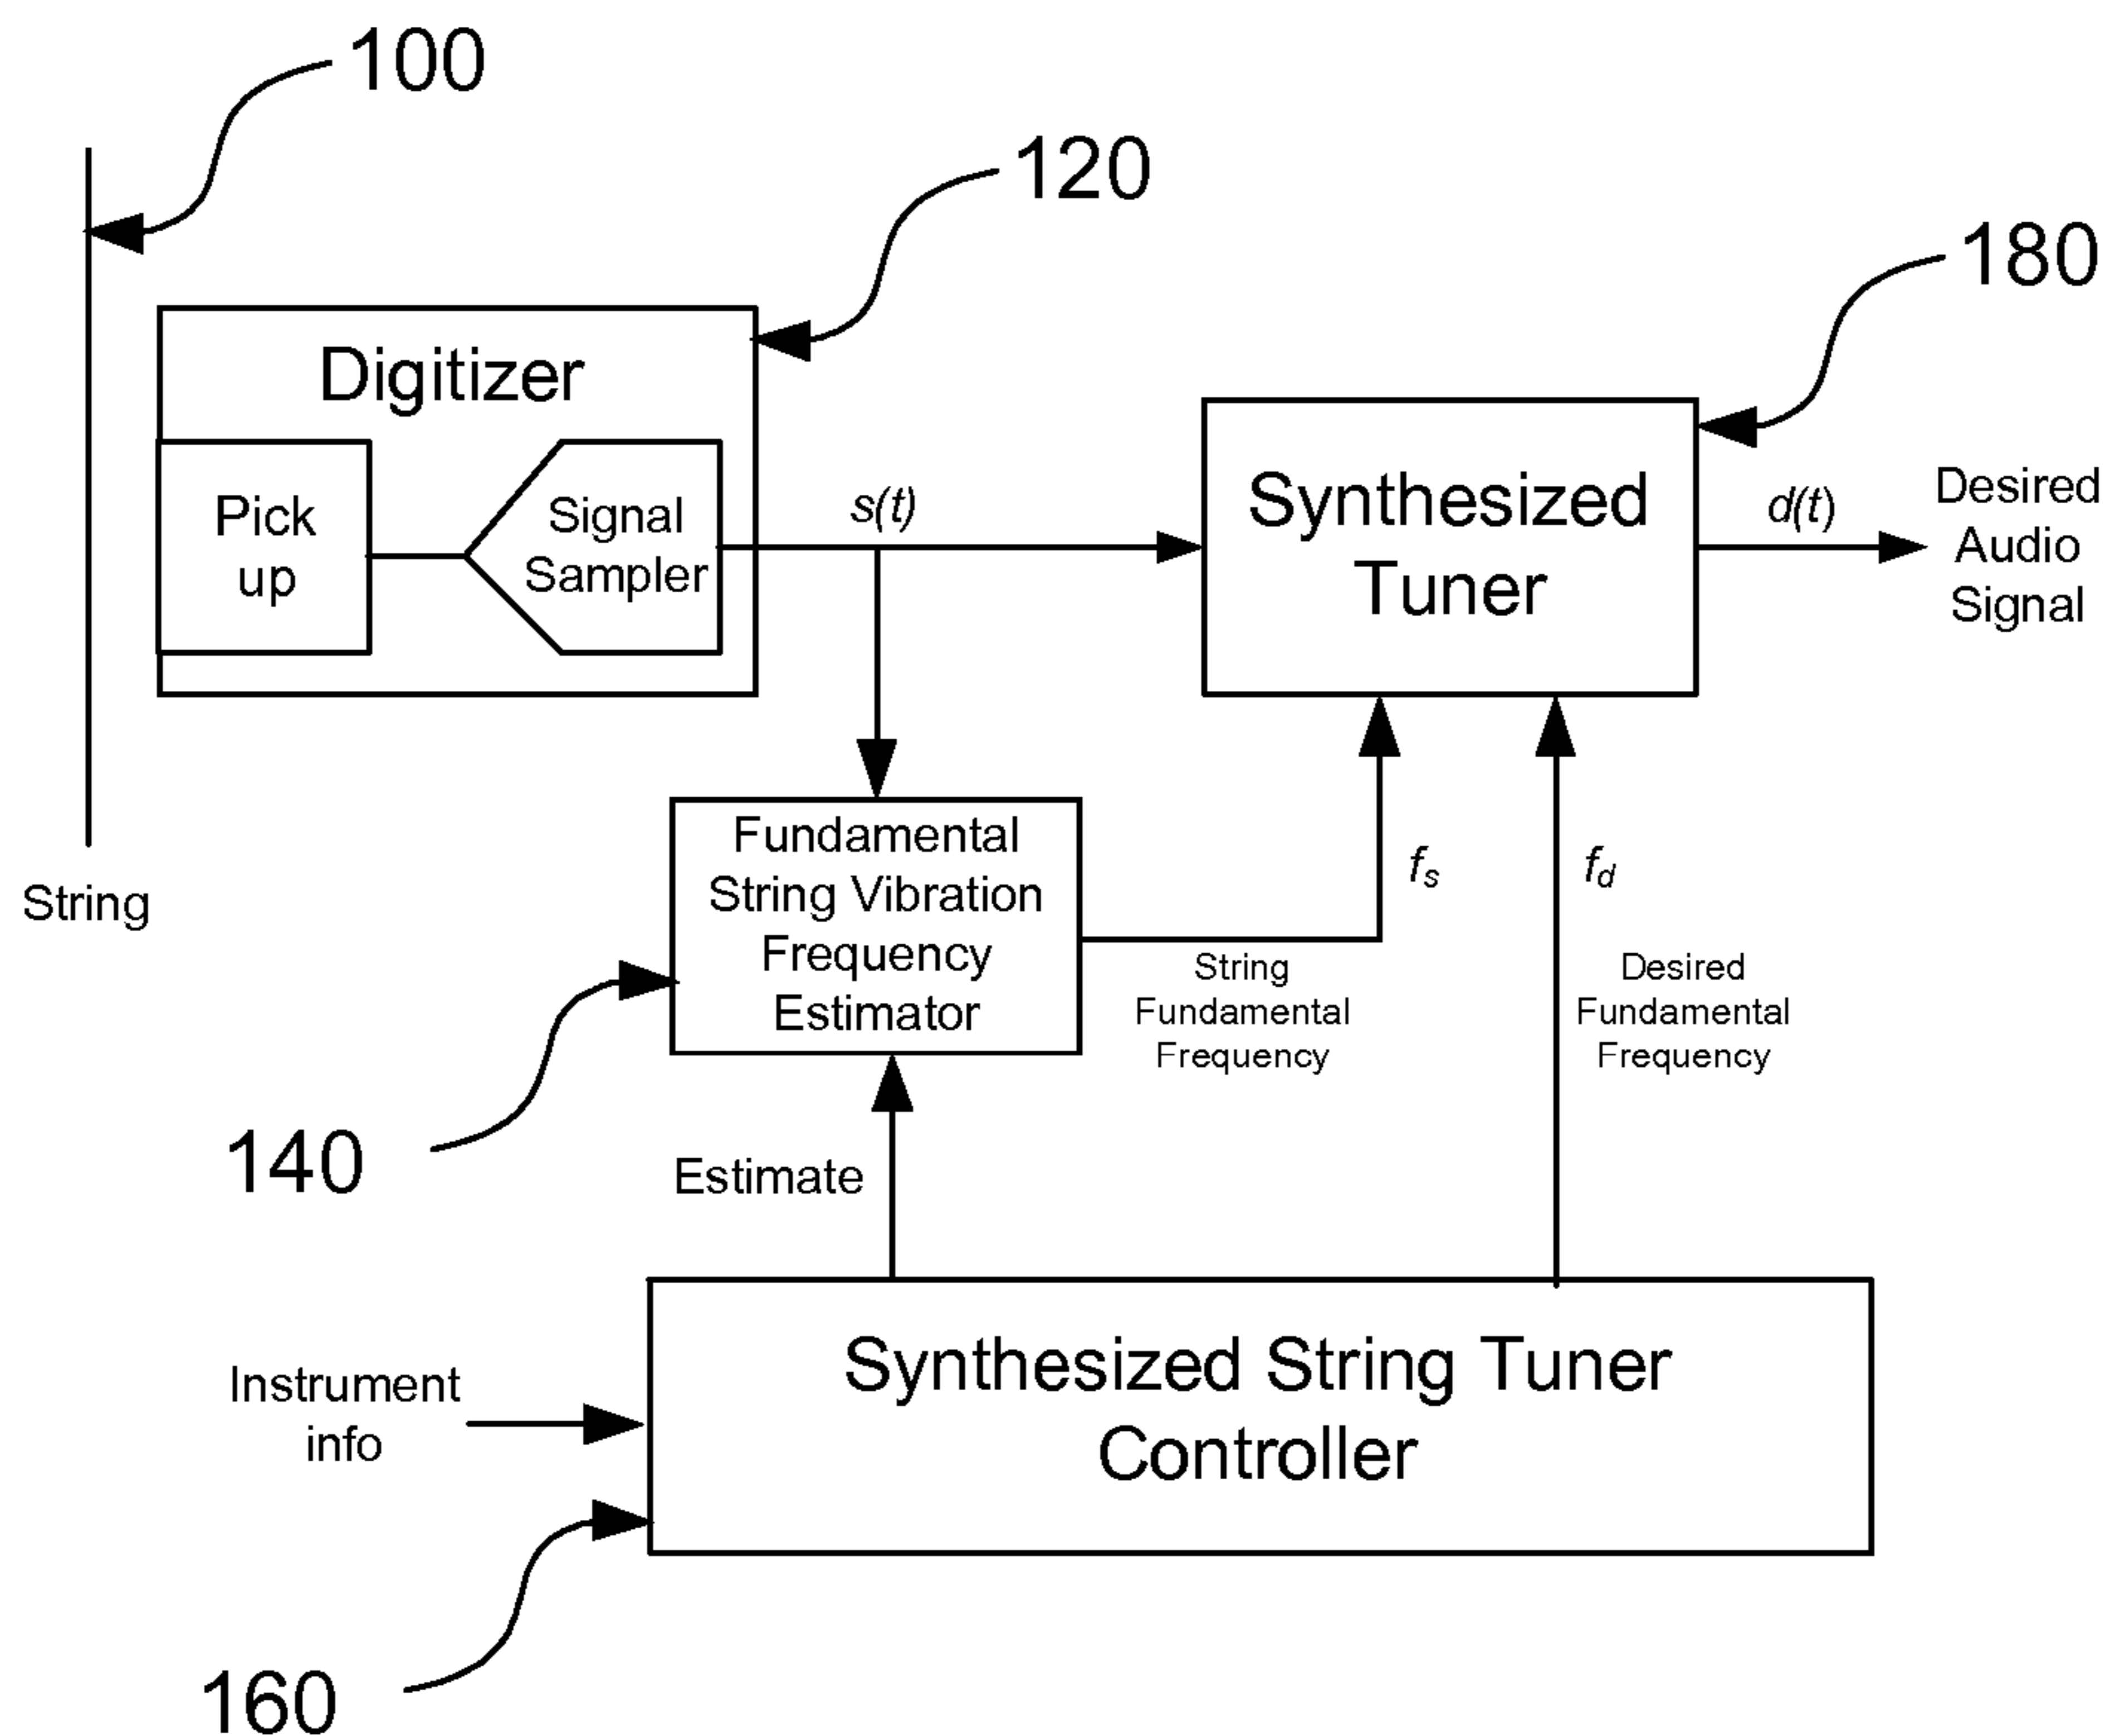 100
120
180
Digitizer
Pick
up
Signal
Sampler
s(t)
Synthesized
Tuner
d(t)
Desired
Audio
Signal
String
Fundamental
String Vibration
Frequency
Estimator
fs
fd
String
Fundamental
Frequency
Desired
Fundamental
Frequency
140
Estimate
Instrument
info
Synthesized String Tuner
Controller
160